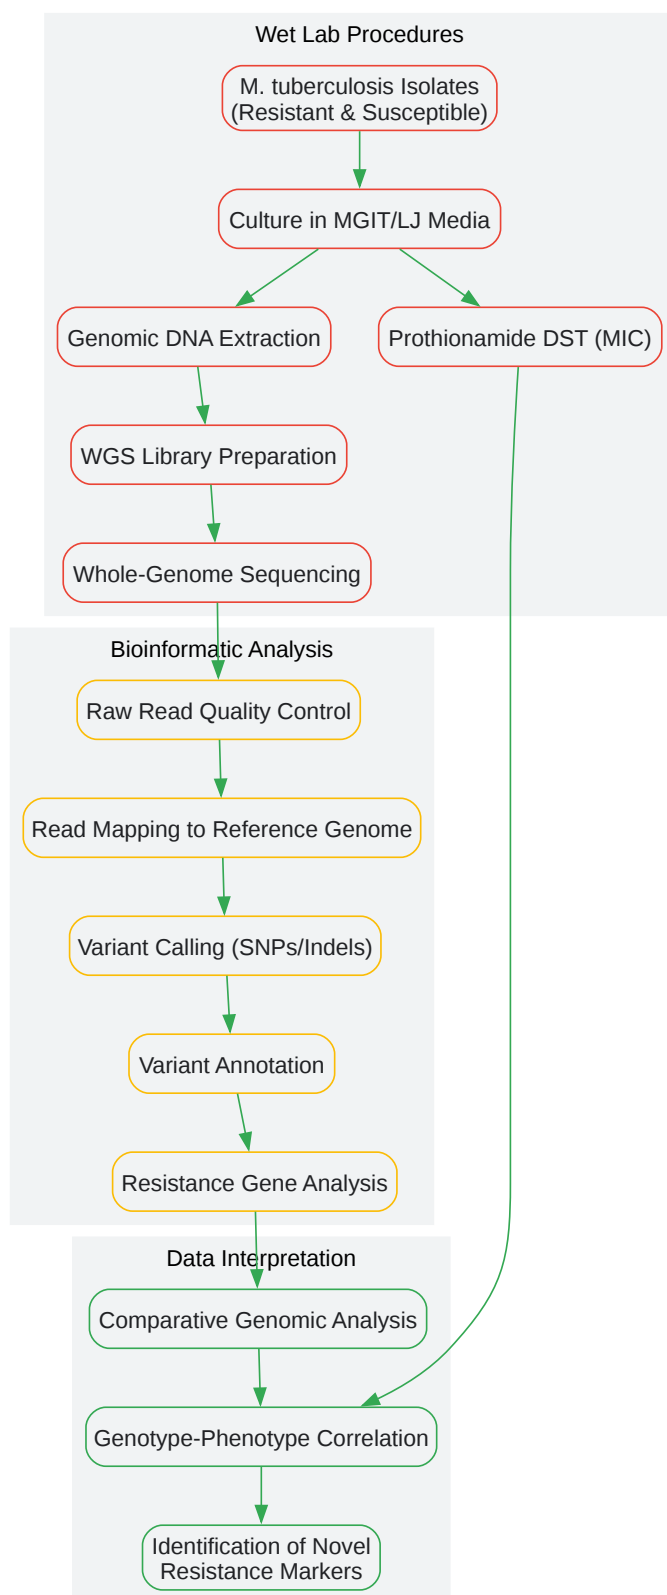 Wet Lab Procedures
M. tuberculosis Isolates
(Resistant & Susceptible)
Culture in MGIT/LJ Media
Genomic DNA Extraction
Prothionamide DST (MIC)
WGS Library Preparation
Whole-Genome Sequencing
Bioinformatic Analysis
Raw Read Quality Control
Read Mapping to Reference Genome
Variant Calling (SNPs/Indels)
Variant Annotation
Resistance Gene Analysis
Data Interpretation
Comparative Genomic Analysis
Genotype-Phenotype Correlation
Identification of Novel
Resistance Markers